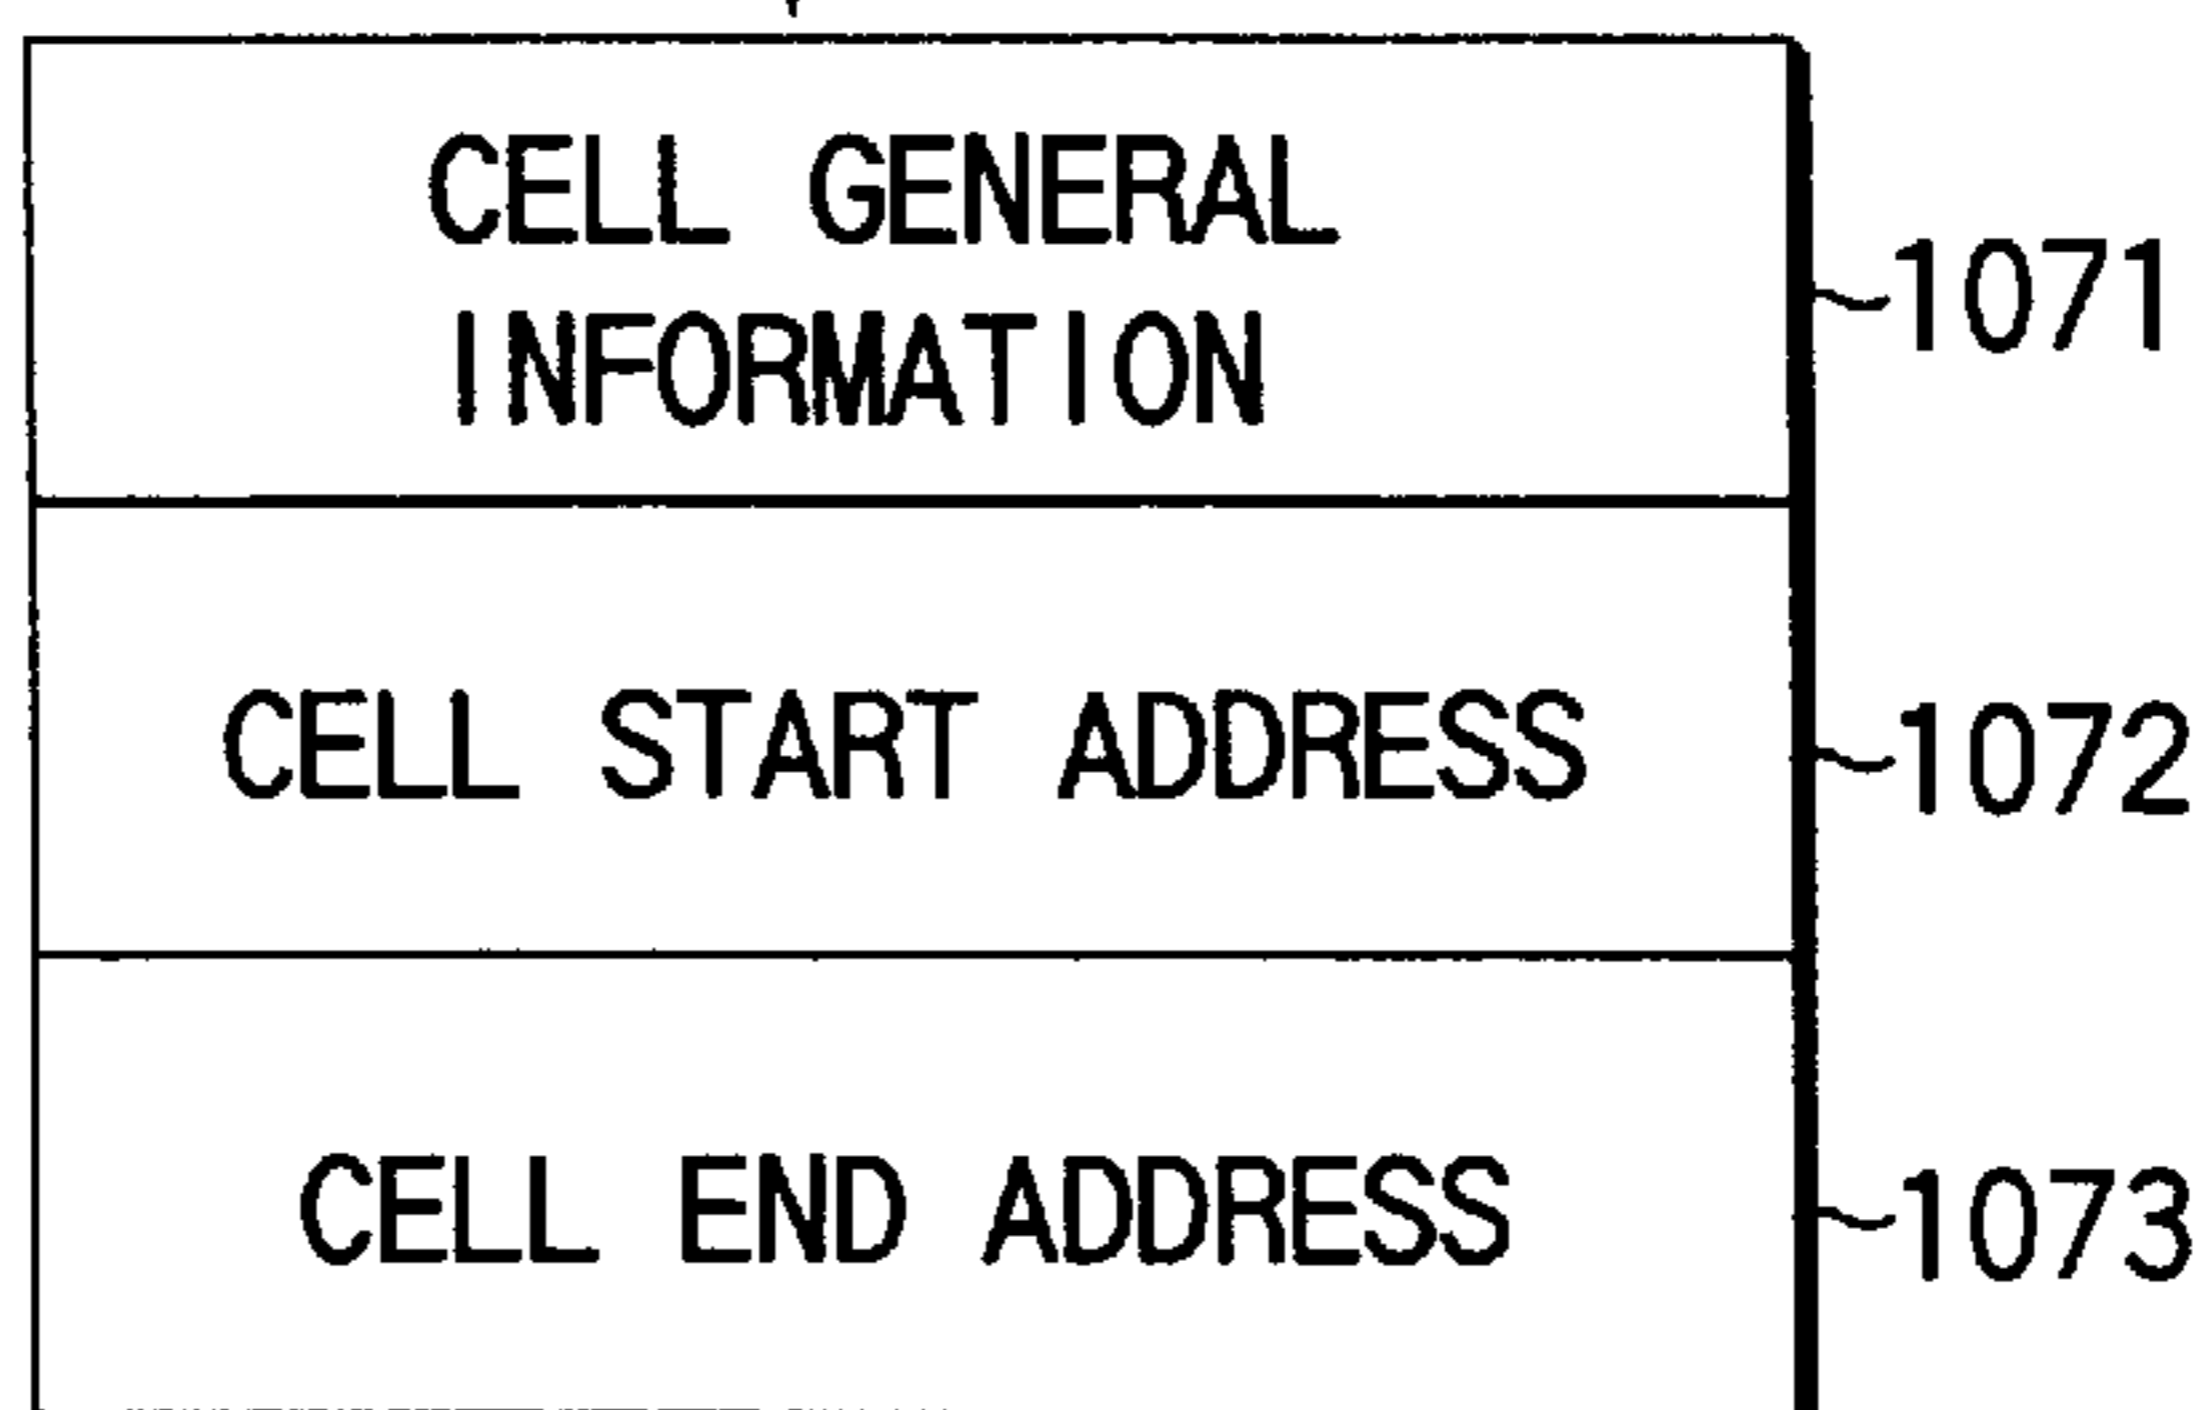 CELL GENERAL
INFORMATION
1071
CELL START ADDRESS
1072
CELL END ADDRESS
1073